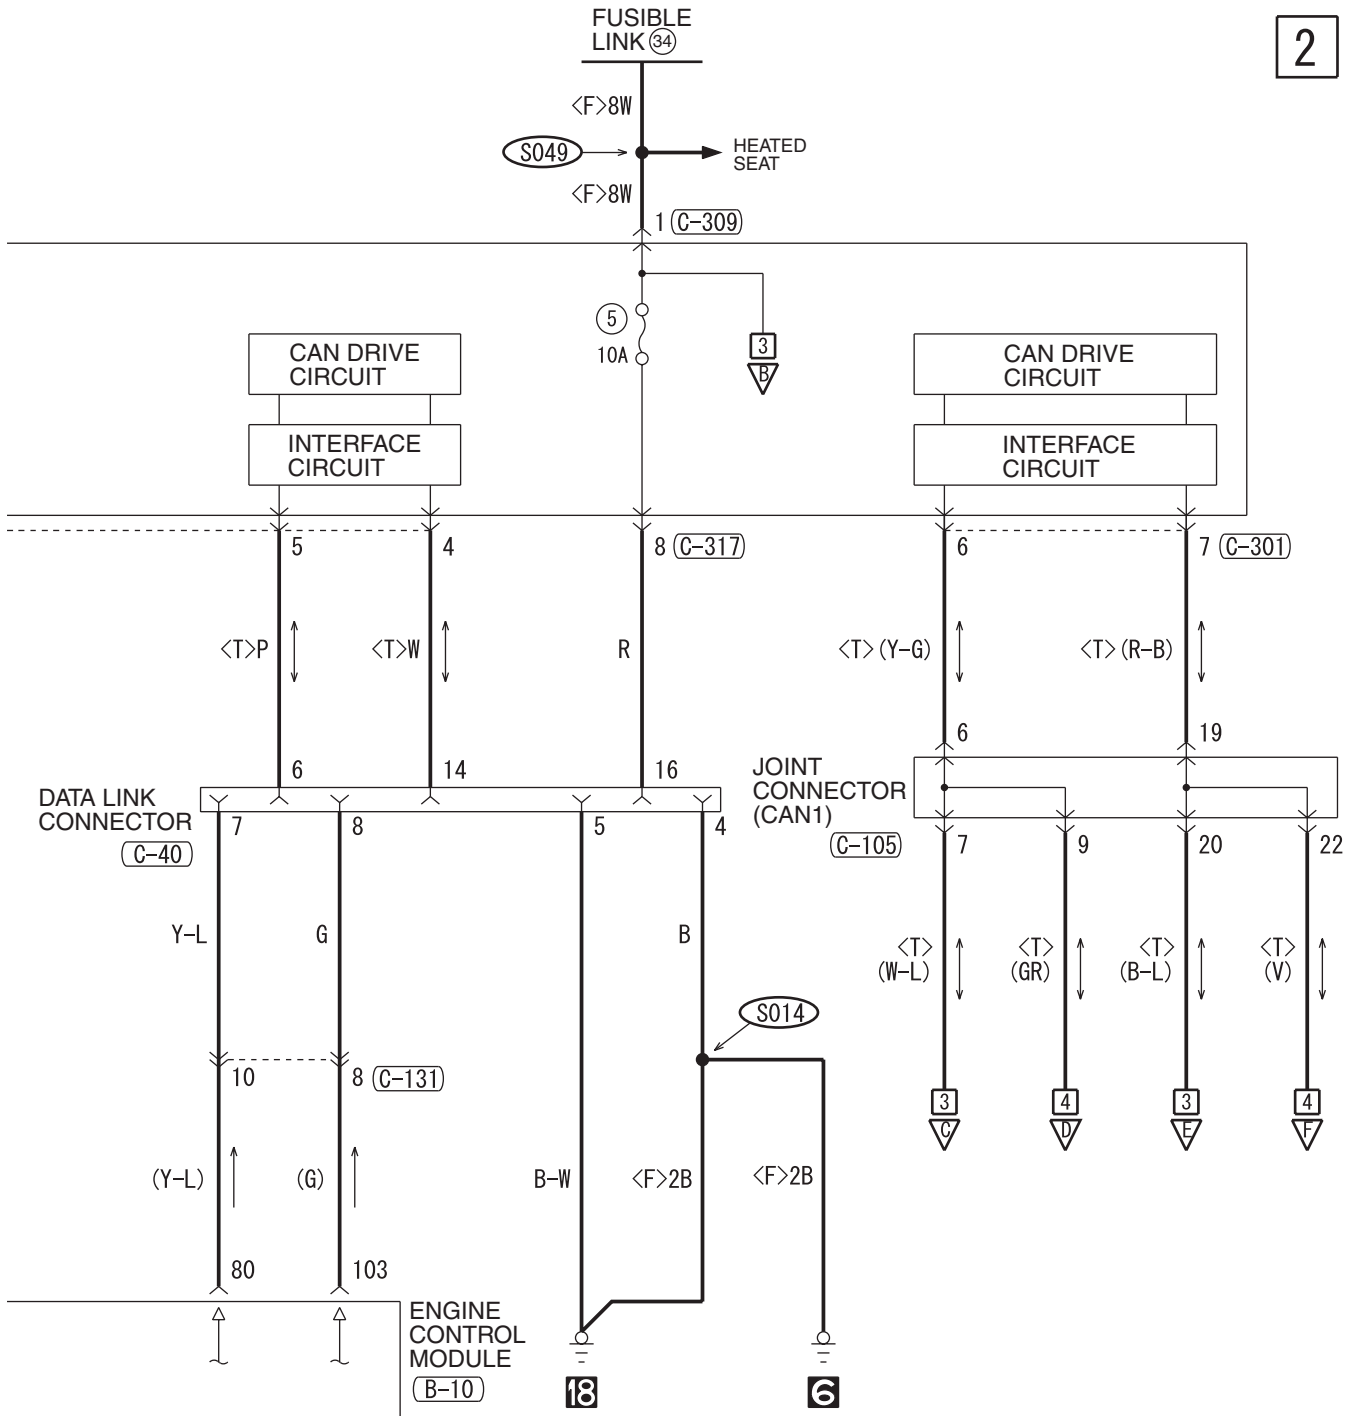 FUSIBLE
LINK 34
2
<F>8W
S049
HEATED
SEAT
<F>8W
1 C-309
5
10A
3
B
CAN DRIVE
CIRCUIT
CAN DRIVE
CIRCUIT
INTERFACE
CIRCUIT
INTERFACE
CIRCUIT
5
4
8 C-317
6
7 C-301
<T>P
<T>W
R
<T>(Y-G)
<T>(R-B)
6
19
6
14
16
JOINT
CONNECTOR
(CAN1)
C-105
DATA LINK
CONNECTOR
C-40
7
8
5
4
7
9
20
22
Y-L
G
B
<T>
(W-L)
<T>
(GR)
<T>
(B-L)
<T>
(V)
S014
10
8 C-131
3
C
4
D
3
E
4
F
(Y-L)
(G)
B-W
<F>2B
<F>2B
80
103
ENGINE
CONTROL
MODULE
B-10
18
6